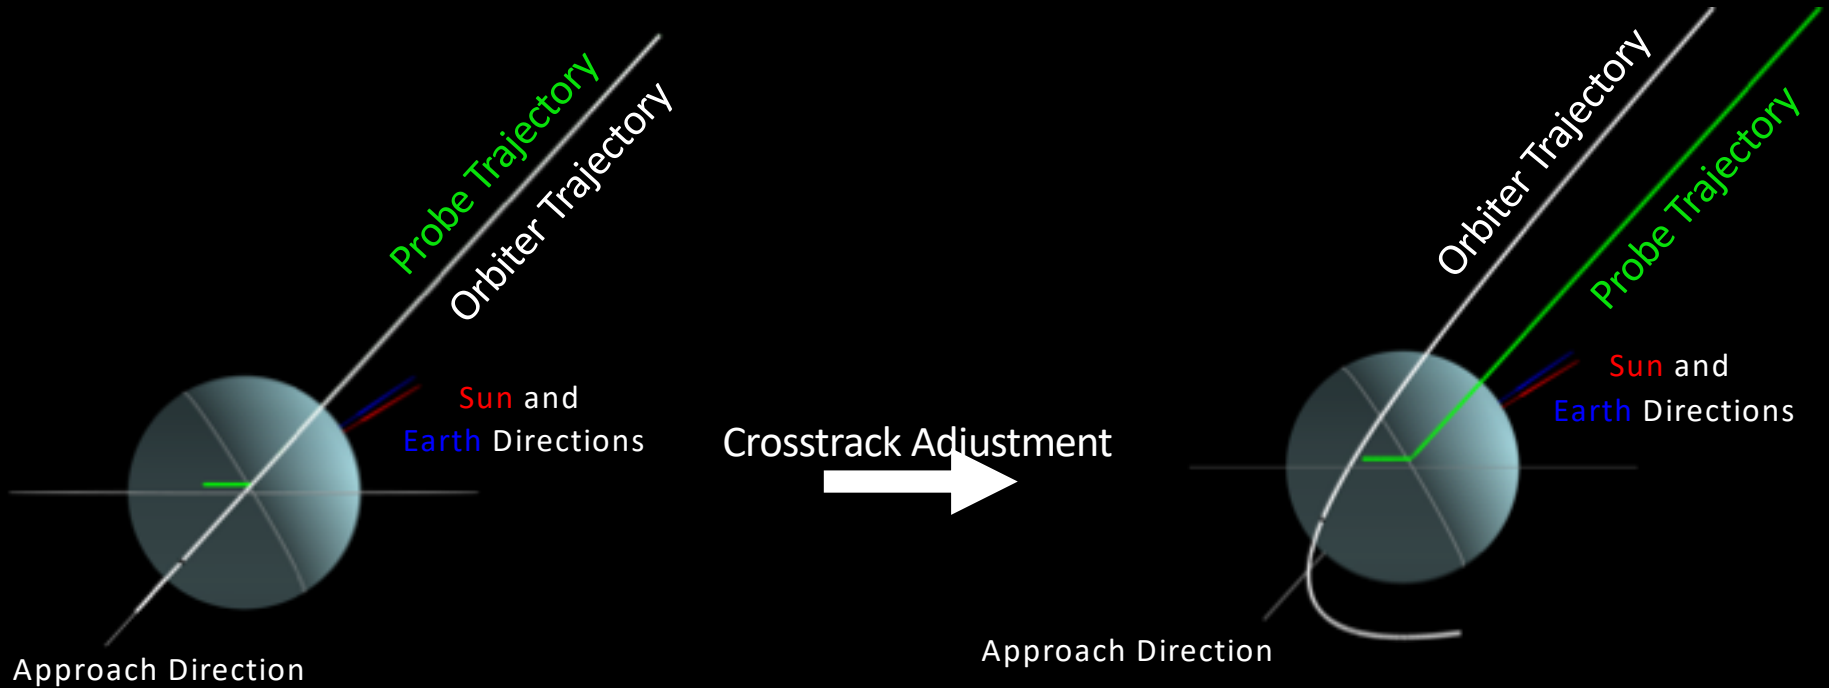 Probe Trajectory
Orbiter Trajectory
Sun and
Earth Directions
Approach Direction
Crosstrack Adjustment
Orbiter Trajectory
Probe Trajectory
Sun and
Earth Directions
Approach Direction